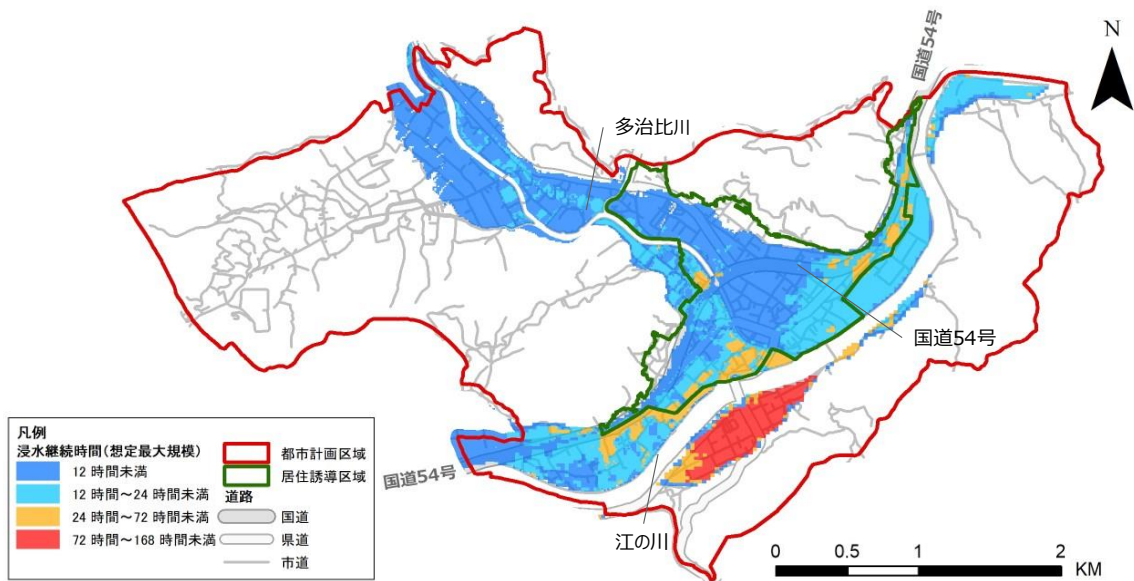 国道54号
N
多治比川
国道54号
国道54号
江の川
凡例
浸水継続時間(想定最大規模)
12 時間未満
12 時間～24 時間未満
24 時間～72 時間未満
72 時間～168 時間未満
都市計画区域
居住誘導区域
道路
国道
県道
市道
0 0.5 1 2
KM